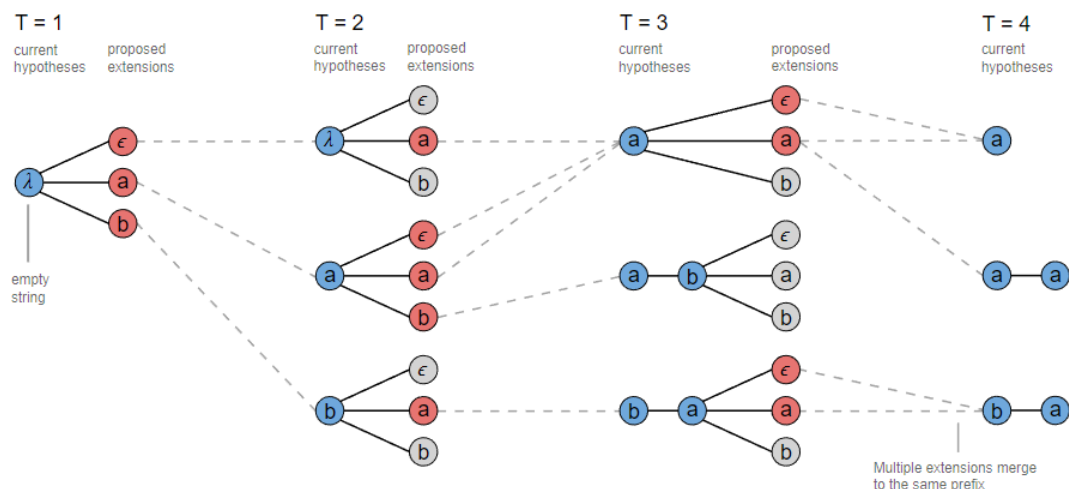 T = 1
T = 2
T = 3
T = 4
current hypotheses
proposed extensions
current hypotheses
proposed extensions
current hypotheses
proposed extensions
current hypotheses
λ
ϵ
a
b
empty string
λ
ϵ
a
b
a
ϵ
a
b
b
ϵ
a
b
a
ϵ
a
b
a
b
ϵ
a
b
b
a
ϵ
a
b
a
a
a
b
a
Multiple extensions merge
to the same prefix